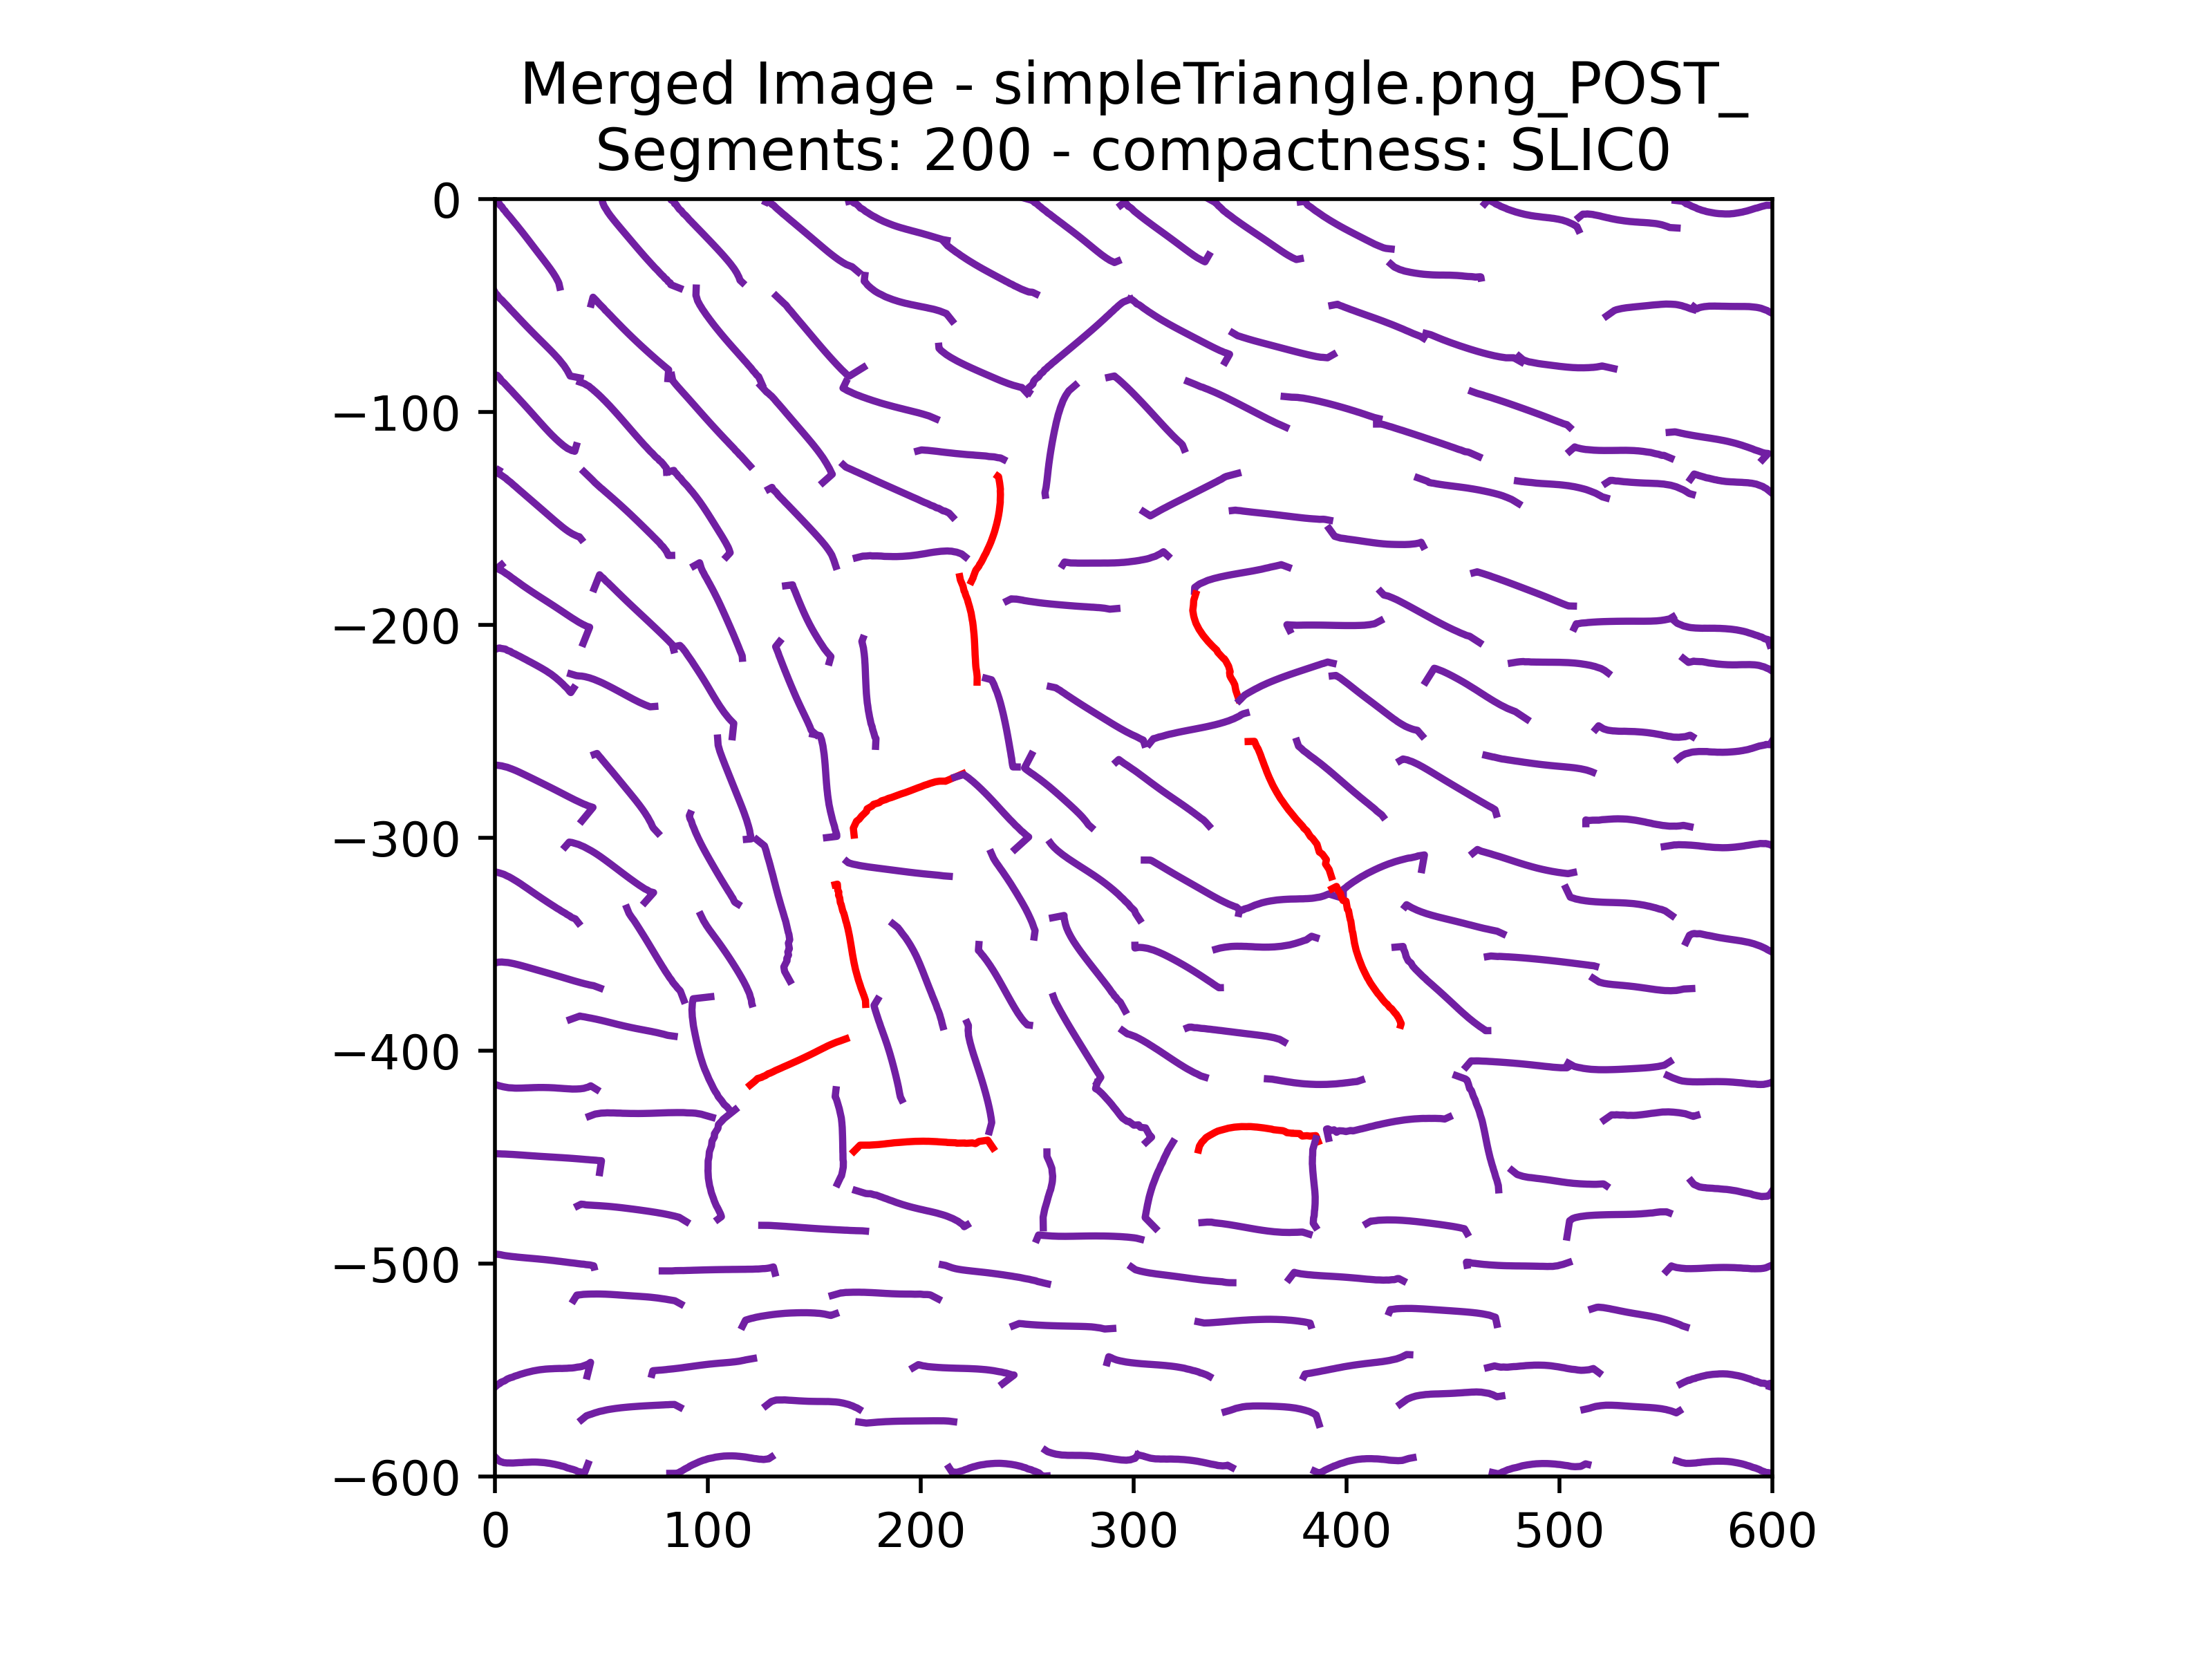 Merged Image - simpleTriangle.png_POST_
Segments: 200 - compactness: SLIC0
0
−100
−200
−300
−400
−500
−600
0 100 200 300 400 500 600